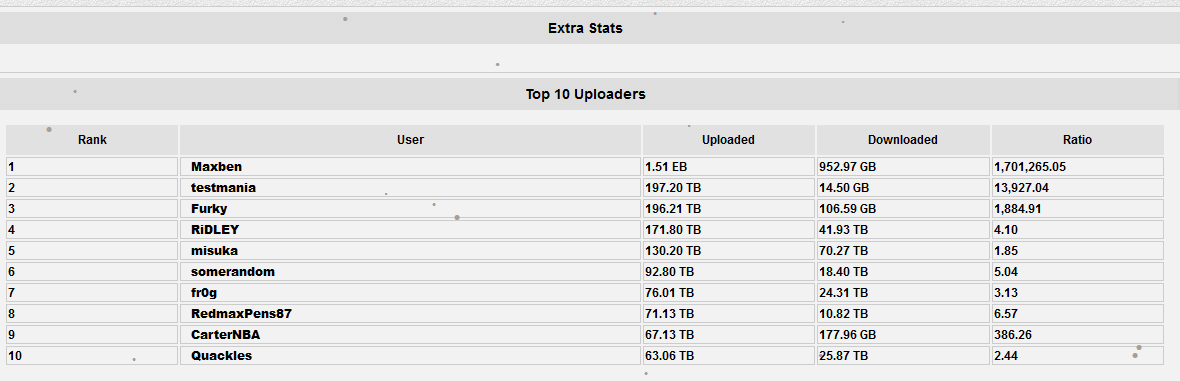 Extra Stats
Top 10 Uploaders
Rank User Uploaded Downloaded Ratio
1 Maxben 1.51 EB 952.97 GB 1,701,265.05
2 testmania 197.20 TB 14.50 GB 13,927.04
3 Furky 196.21 TB 106.59 GB 1,884.91
4 RiDLEY 171.80 TB 41.93 TB 4.10
5 misuka 130.20 TB 70.27 TB 1.85
6 somerandom 92.80 TB 18.40 TB 5.04
7 fr0g 76.01 TB 24.31 TB 3.13
8 RedmaxPens87 71.13 TB 10.82 TB 6.57
9 CarterNBA 67.13 TB 177.96 GB 386.26
10 Quackles 63.06 TB 25.87 TB 2.44